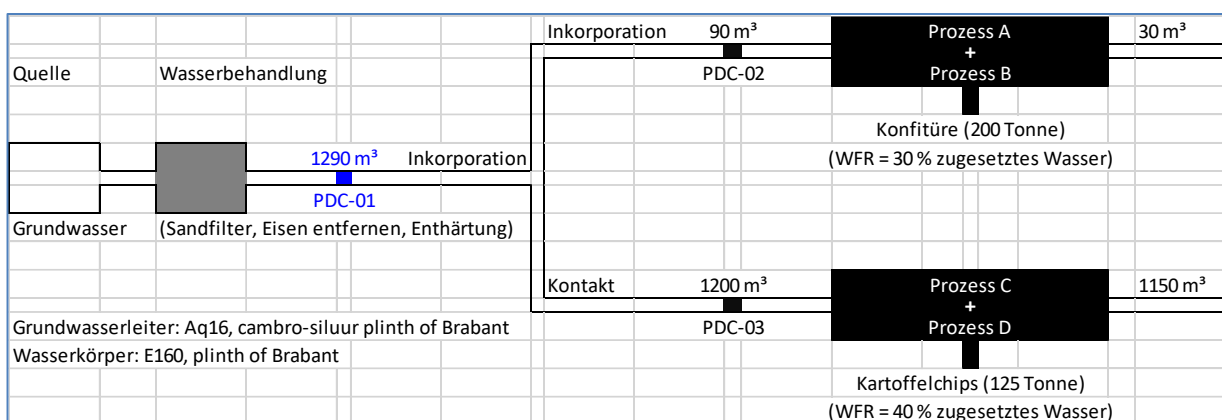 Inkorporation 90 m³ Prozess A 30 m³
+
Quelle Wasserbehandlung PDC-02 Prozess B
Konfitüre (200 Tonne)
1290 m³ Inkorporation (WFR = 30 % zugesetztes Wasser)
PDC-01
Grundwasser (Sandfilter, Eisen entfernen, Enthärtung)
Kontakt 1200 m³ Prozess C 1150 m³
+
Grundwasserleiter: Aq16, cambro-siluur plinth of Brabant PDC-03 Prozess D
Wasserkörper: E160, plinth of Brabant
Kartoffelchips (125 Tonne)
(WFR = 40 % zugesetztes Wasser)